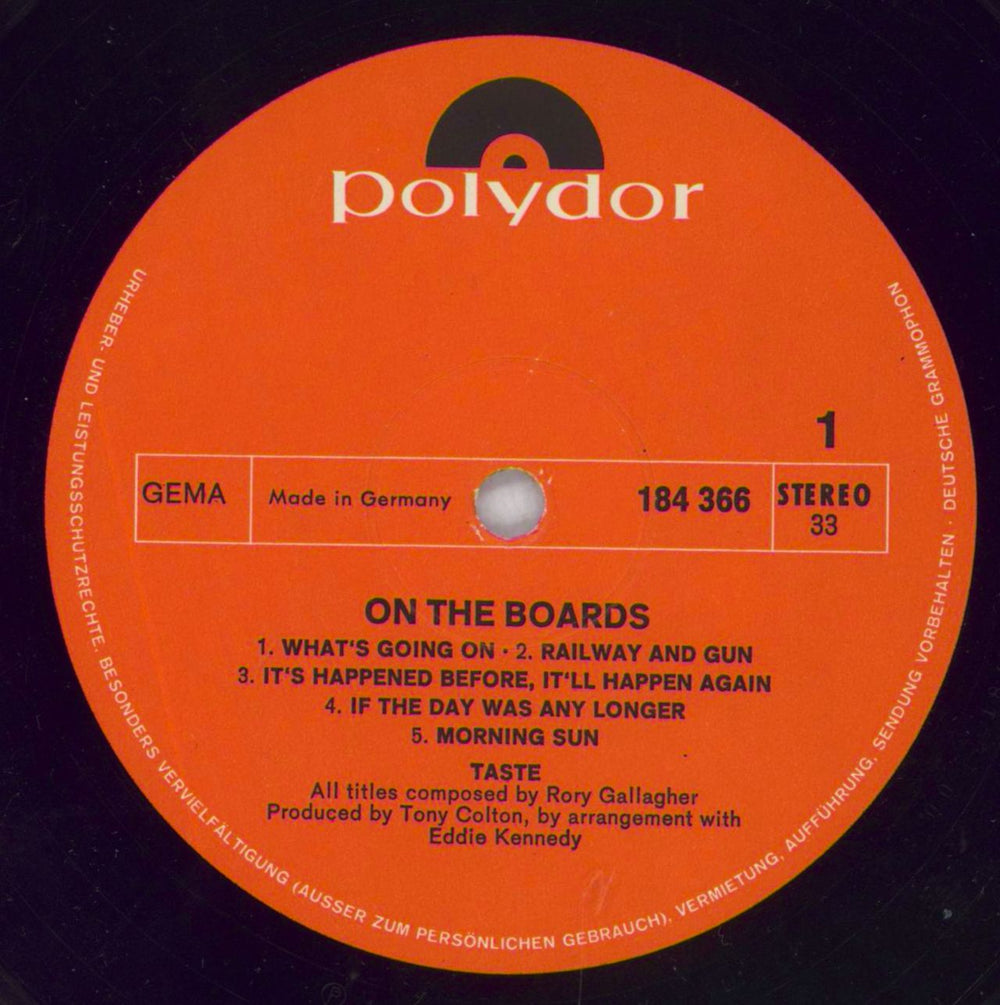 polydor
1
GEMA
Made in Germany
184 366
STEREO
33
ON THE BOARDS
1. WHAT'S GOING ON · 2. RAILWAY AND GUN
3. IT'S HAPPENED BEFORE, IT'LL HAPPEN AGAIN
4. IF THE DAY WAS ANY LONGER
5. MORNING SUN
TASTE
All titles composed by Rory Gallagher
Produced by Tony Colton, by arrangement with
Eddie Kennedy
URHEBER- UND LEISTUNGSSCHUTZRECHTE, BESONDERS VERVIELFÄLTIGUNG (AUSSER ZUM PERSÖNLICHEN GEBRAUCH), VERMIETUNG, AUFFÜHRUNG, SENDUNG VORBEHALTEN · DEUTSCHE GRAMMOPHON